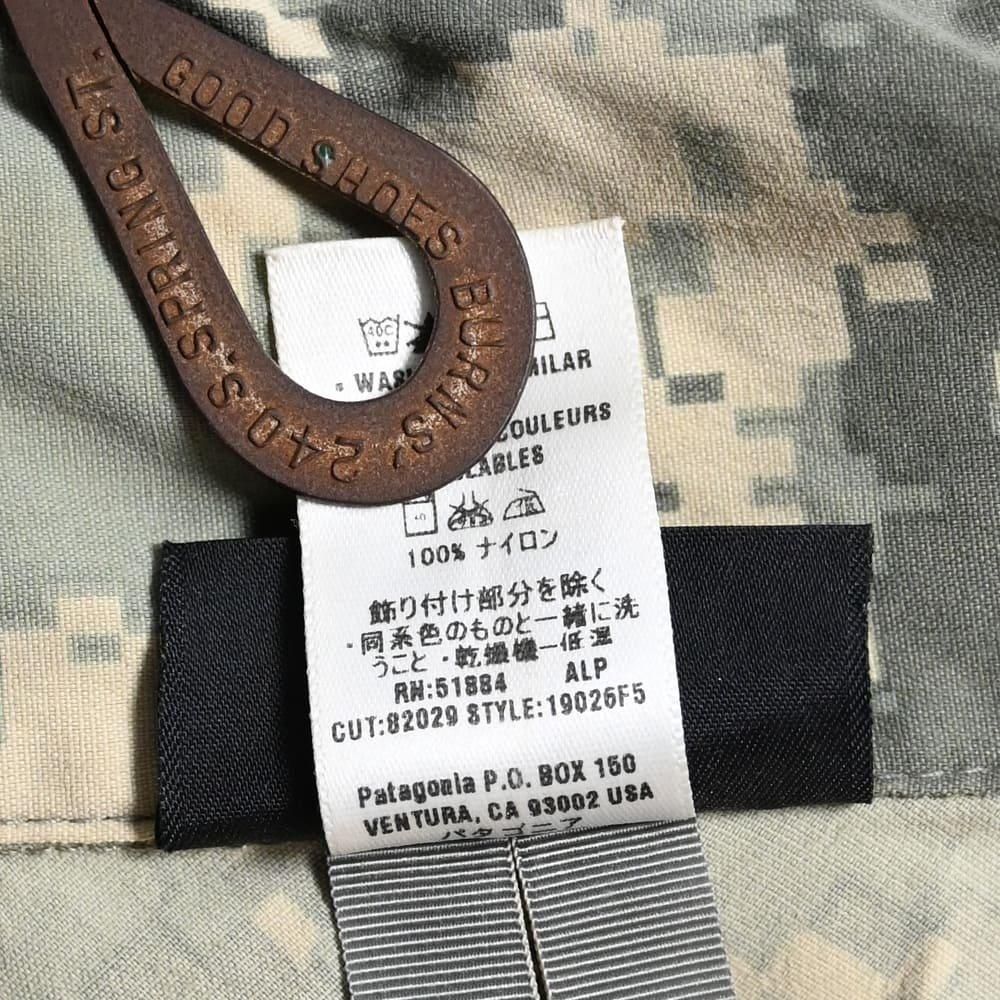 GOOD SHOES BURNS' 240 S. SPRING ST.
40C
MILAR
COULEURS
40
100% ナイロン
飾り付け部分を除く
・同系色のものと一緒に洗
うこと・乾燥機一低温
RN:51884 ALP
CUT:82029 STYLE:19026F5
Patagonia P.O. BOX 150
VENTURA, CA 93002 USA
パタゴニア